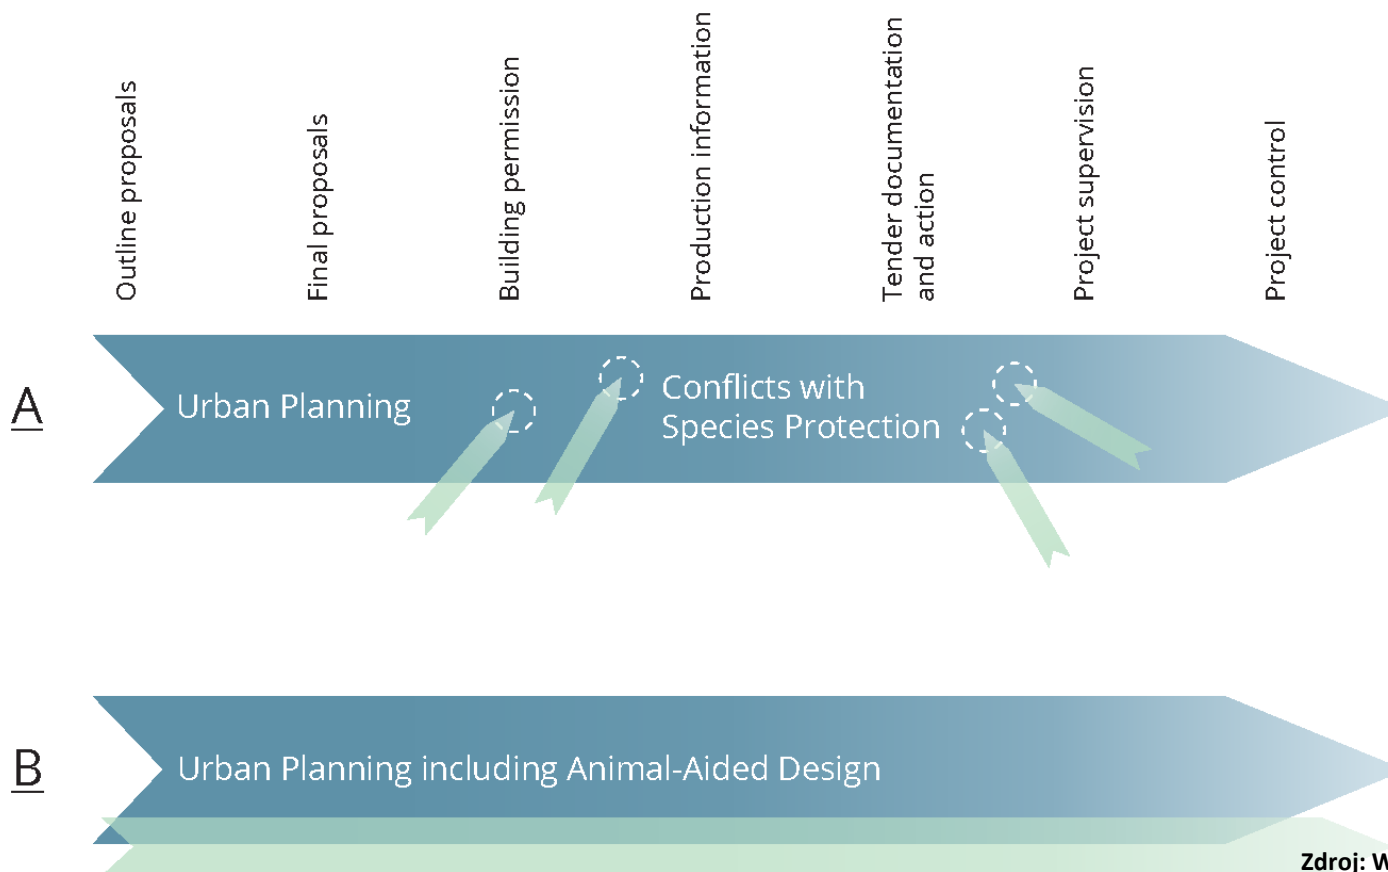 Outline proposals
Final proposals
Building permission
Production information
Tender documentation
and action
Project supervision
Project control
A
Urban Planning
Conflicts with
Species Protection
B
Urban Planning including Animal-Aided Design
Zdroj: W